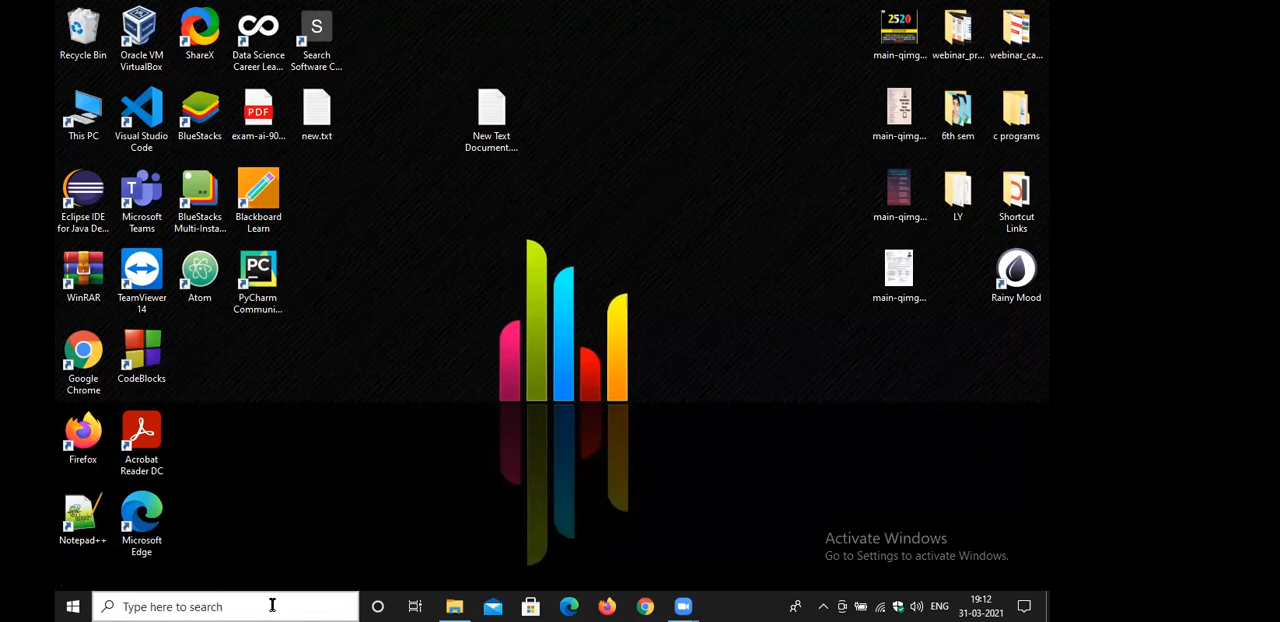 Recycle Bin
Oracle VM
VirtualBox
ShareX
Data Science
Career Lea...
S
Search
Software C...
main-qimg...
webinar_pr...
webinar_ca...
2520
This PC
Visual Studio
Code
BlueStacks
PDF
exam-ai-90...
new.txt
New Text
Document....
main-qimg...
6th sem
c programs
Eclipse IDE
for Java De...
T
Microsoft
Teams
BlueStacks
Multi-Insta...
Blackboard
Learn
main-qimg...
LY
Shortcut
Links
WinRAR
TeamViewer
14
Atom
PC
PyCharm
Communi...
main-qimg...
Rainy Mood
Google
Chrome
CodeBlocks
Firefox
Acrobat
Reader DC
Notepad++
Microsoft
Edge
Activate Windows
Go to Settings to activate Windows.
Type here to search
ENG
19:12
31-03-2021